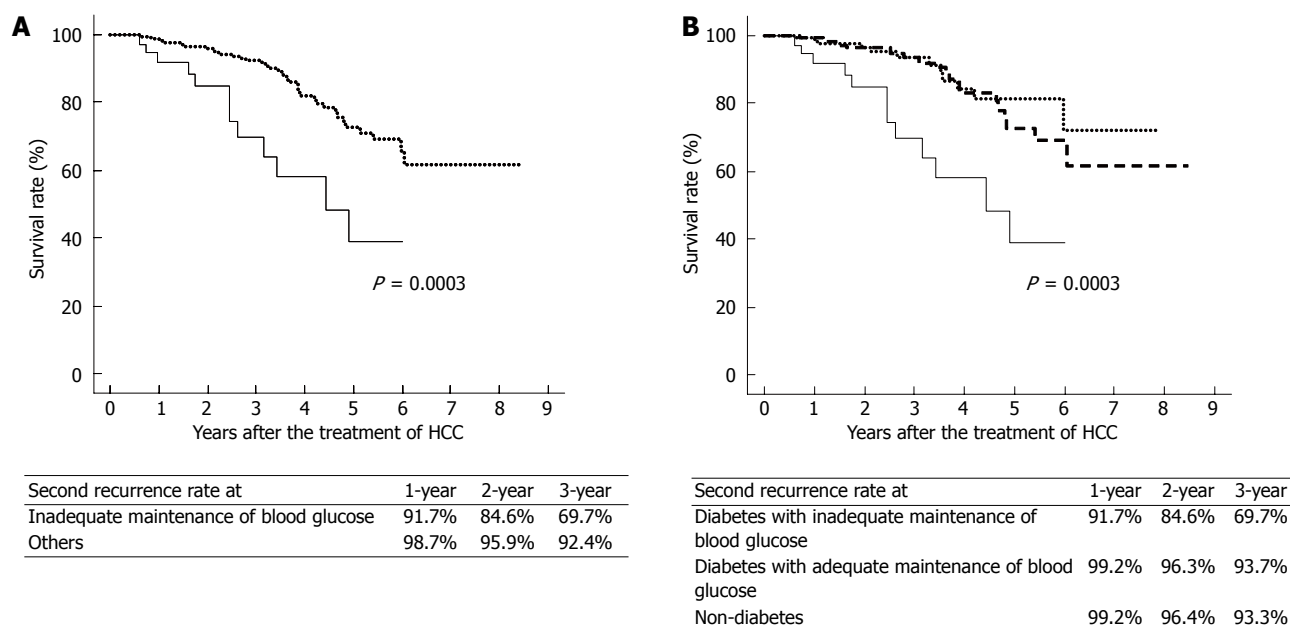 A
100
80
60
40
20
0
Survival rate (%)
P = 0.0003
0 1 2 3 4 5 6 7 8 9
Years after the treatment of HCC
Second recurrence rate at 1-year 2-year 3-year
Inadequate maintenance of blood glucose 91.7% 84.6% 69.7%
Others 98.7% 95.9% 92.4%
B
100
80
60
40
20
0
Survival rate (%)
P = 0.0003
0 1 2 3 4 5 6 7 8 9
Years after the treatment of HCC
Second recurrence rate at 1-year 2-year 3-year
Diabetes with inadequate maintenance of 91.7% 84.6% 69.7%
blood glucose
Diabetes with adequate maintenance of blood 99.2% 96.3% 93.7%
glucose
Non-diabetes 99.2% 96.4% 93.3%